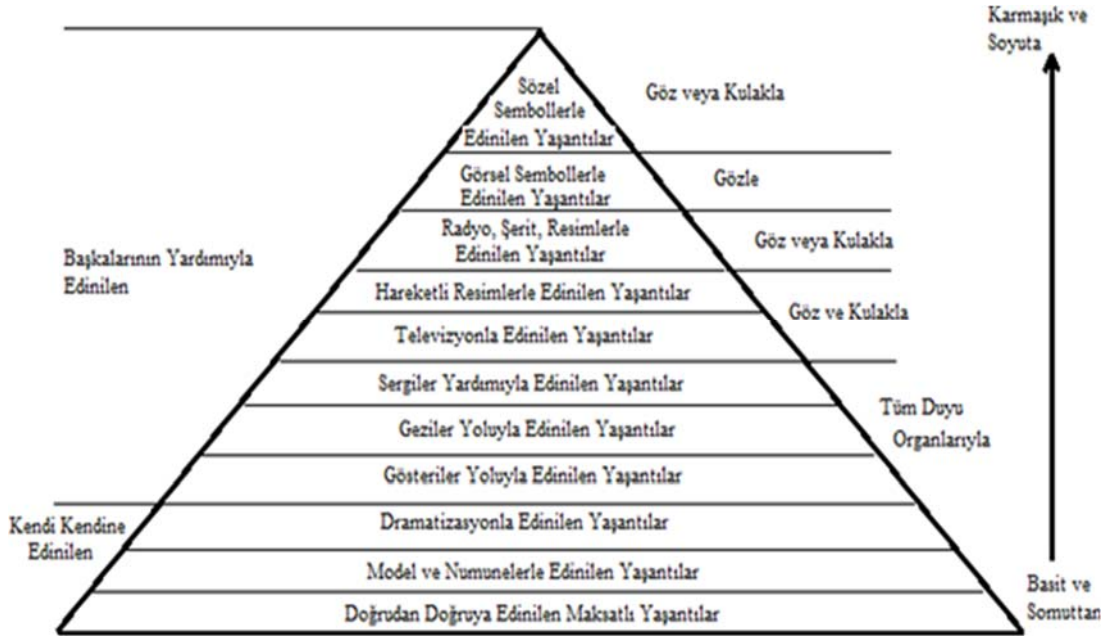 Karmaşık ve
Soyuta
Sözel
Sembollerle
Edinilen Yaşantılar
Göz veya Kulakla
Görsel Sembollerle
Edinilen Yaşantılar
Gözle
Radyo, Şerit, Resimlerle
Edinilen Yaşantılar
Göz veya Kulakla
Başkalarının Yardımıyla
Edinilen
Hareketli Resimlerle Edinilen Yaşantılar
Göz ve Kulakla
Televizyonla Edinilen Yaşantılar
Sergiler Yardımıyla Edinilen Yaşantılar
Tüm Duyu
Organlarıyla
Geziler Yoluyla Edinilen Yaşantılar
Gösteriler Yoluyla Edinilen Yaşantılar
Kendi Kendine
Edinilen
Dramatizasyonla Edinilen Yaşantılar
Model ve Numunelerle Edinilen Yaşantılar
Doğrudan Doğruya Edinilen Maksatlı Yaşantılar
Basit ve
Somuttan